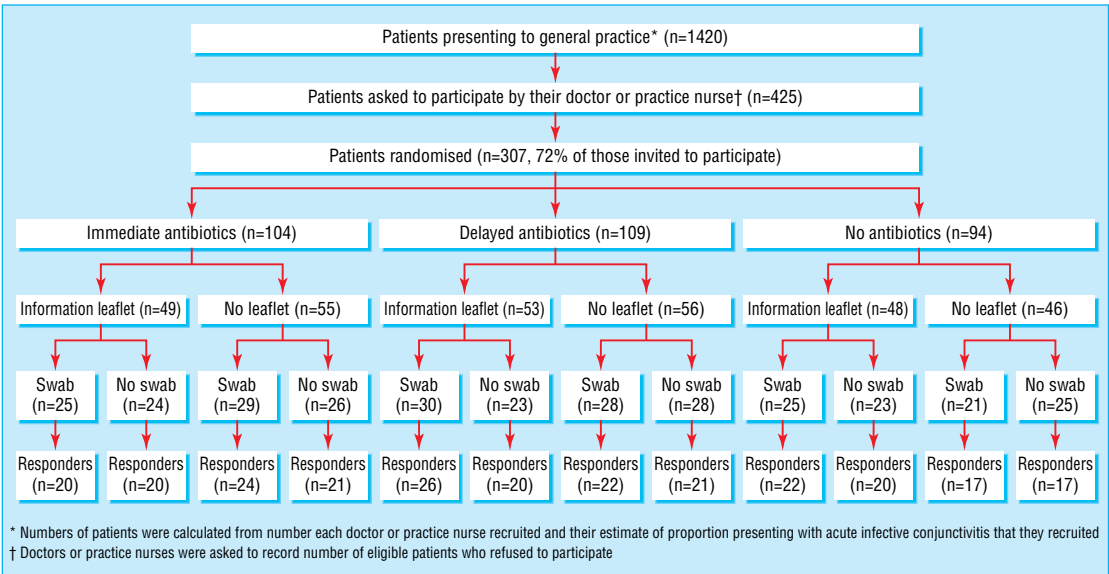 Patients presenting to general practice* (n=1420)
Patients asked to participate by their doctor or practice nurse† (n=425)
Patients randomised (n=307, 72% of those invited to participate)
Immediate antibiotics (n=104)
Delayed antibiotics (n=109)
No antibiotics (n=94)
Information leaflet (n=49)
No leaflet (n=55)
Information leaflet (n=53)
No leaflet (n=56)
Information leaflet (n=48)
No leaflet (n=46)
Swab
(n=25)
No swab
(n=24)
Swab
(n=29)
No swab
(n=26)
Swab
(n=30)
No swab
(n=23)
Swab
(n=28)
No swab
(n=28)
Swab
(n=25)
No swab
(n=23)
Swab
(n=21)
No swab
(n=25)
Responders
(n=20)
Responders
(n=20)
Responders
(n=24)
Responders
(n=21)
Responders
(n=26)
Responders
(n=20)
Responders
(n=22)
Responders
(n=21)
Responders
(n=22)
Responders
(n=20)
Responders
(n=17)
Responders
(n=17)
* Numbers of patients were calculated from number each doctor or practice nurse recruited and their estimate of proportion presenting with acute infective conjunctivitis that they recruited
† Doctors or practice nurses were asked to record number of eligible patients who refused to participate